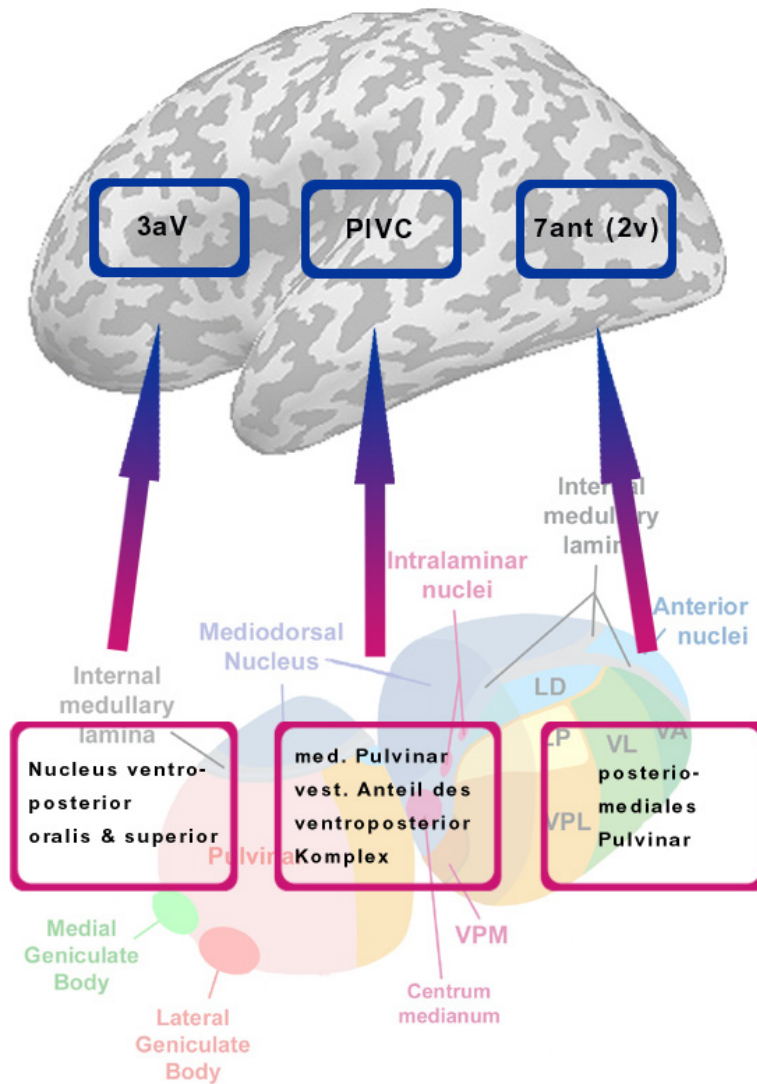 3aV
PIVC
7ant (2v)
Internal
medullary
lamina
Intralaminar
nuclei
Anterior
nuclei
Mediodorsal
Nucleus
Internal
medullary
lamina
LD
LP
VL
VA
Nucleus ventro-
posterior
oralis & superior
med. Pulvinar
vest. Anteil des
ventroposterior
Komplex
posterio-
mediales
Pulvinar
VPL
Pulvinar
VPM
Medial
Geniculate
Body
Centrum
medianum
Lateral
Geniculate
Body